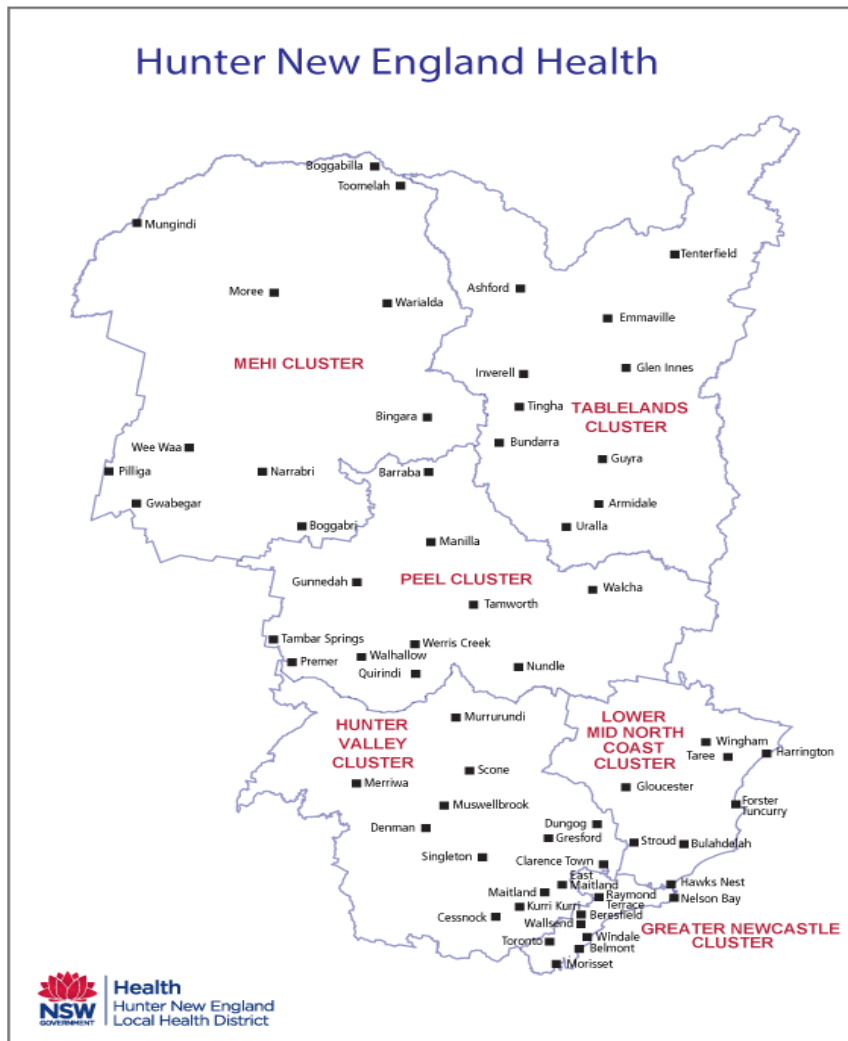 Hunter New England Health
Boggabilla
Toomelah
Mungindi
Tenterfield
Ashford
Moree
Warialda
Emmaville
MEHI CLUSTER
Glen Innes
Inverell
Tingha
TABLELANDS
CLUSTER
Bingara
Bundarra
Wee Waa
Guyra
Pilliga
Narrabri
Barraba
Gwabegar
Armidale
Boggabri
Uralla
Manilla
Gunnedah
PEEL CLUSTER
Walcha
Tamworth
Tambar Springs
Werris Creek
Walhallow
Premer
Nundle
Quirindi
HUNTER
VALLEY
CLUSTER
Murrurundi
LOWER
MID NORTH
COAST
CLUSTER
Wingham
Taree
Harrington
Scone
Merriwa
Gloucester
Muswellbrook
Forster
Tuncurry
Denman
Dungog
Gresford
Stroud
Bulahdelah
Singleton
Clarence Town
East
Maitland
Hawks Nest
Maitland
Raymond
Terrace
Nelson Bay
Kurri Kurri
Beresfield
Cessnock
Wallsend
GREATER NEWCASTLE
CLUSTER
Windale
Toronto
Belmont
Morisset
NSW
GOVERNMENT
Health
Hunter New England
Local Health District